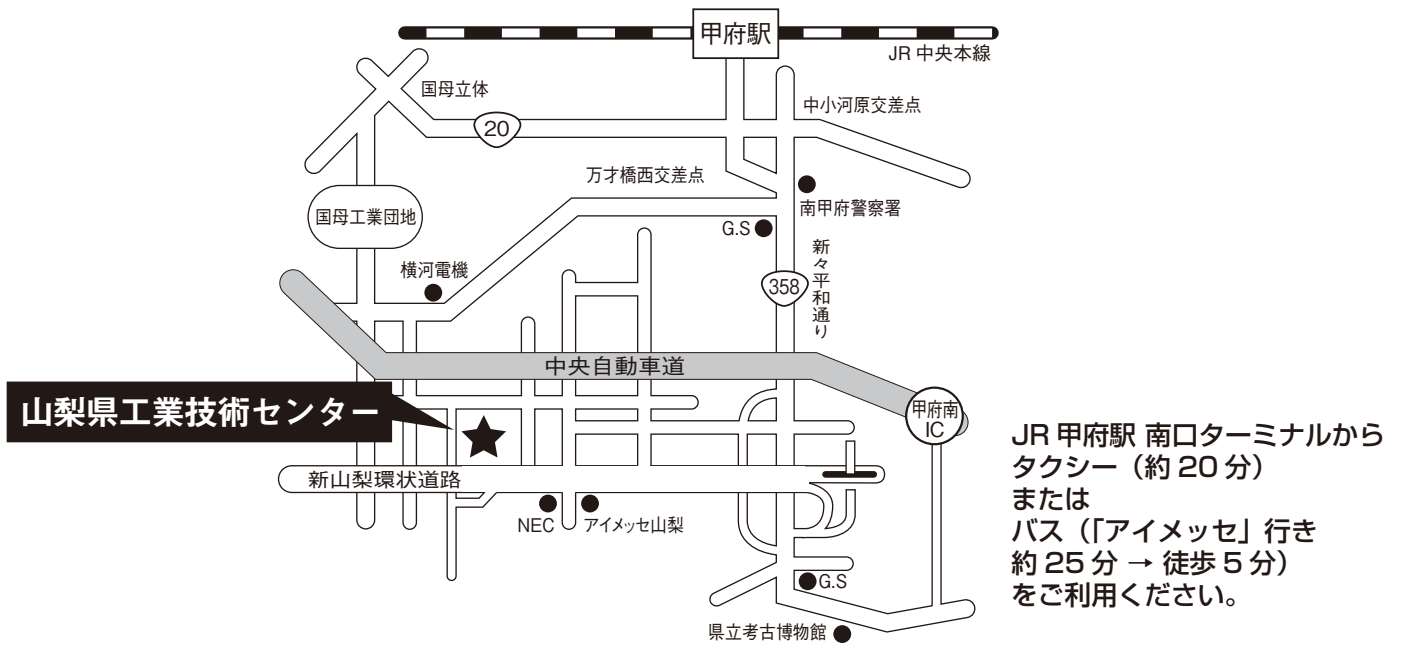 甲府駅
JR 中央本線
国母立体
中小河原交差点
20
万才橋西交差点
国母工業団地
南甲府警察署
G.S
新々平和通り
横河電機
358
中央自動車道
山梨県工業技術センター
甲府南
IC
JR 甲府駅 南口ターミナルから
タクシー（約 20 分）
または
バス（「アイメッセ」行き
約 25 分 → 徒歩 5 分）
をご利用ください。
新山梨環状道路
NEC
アイメッセ山梨
G.S
県立考古博物館